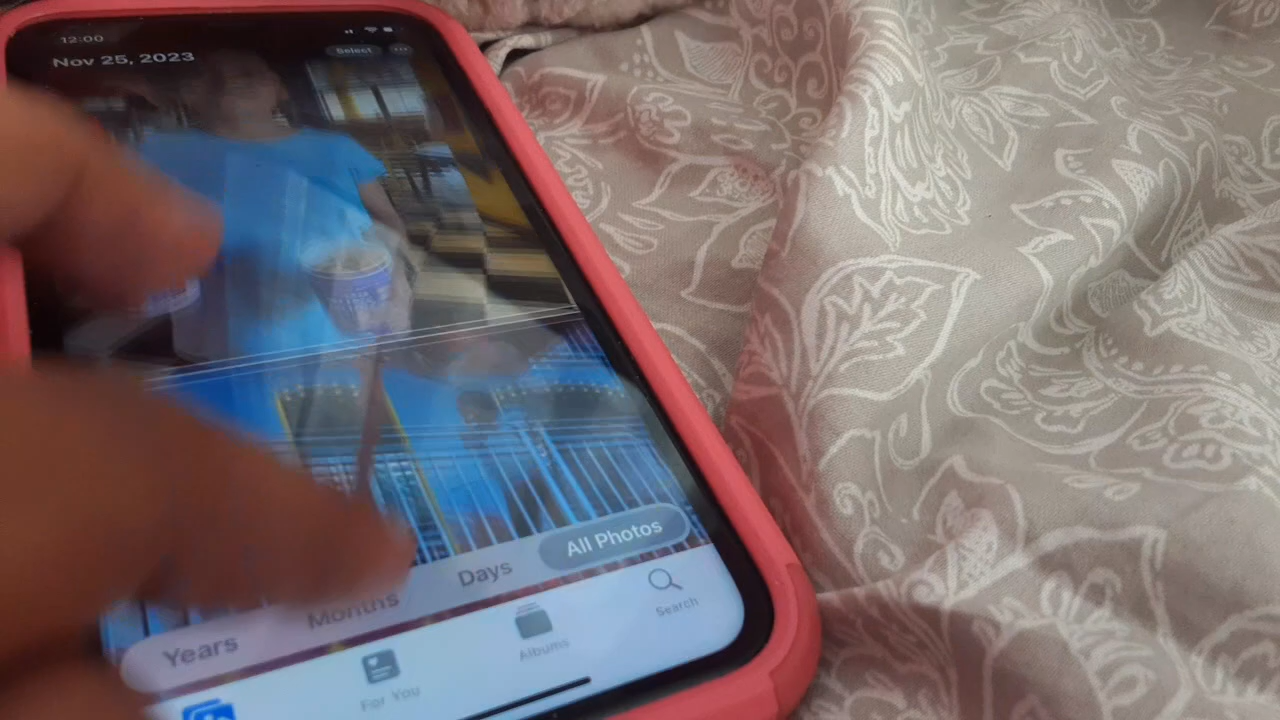 12:00
Nov 25, 2023
Select
All Photos
Days
Months
Years
Search
Albums
For You